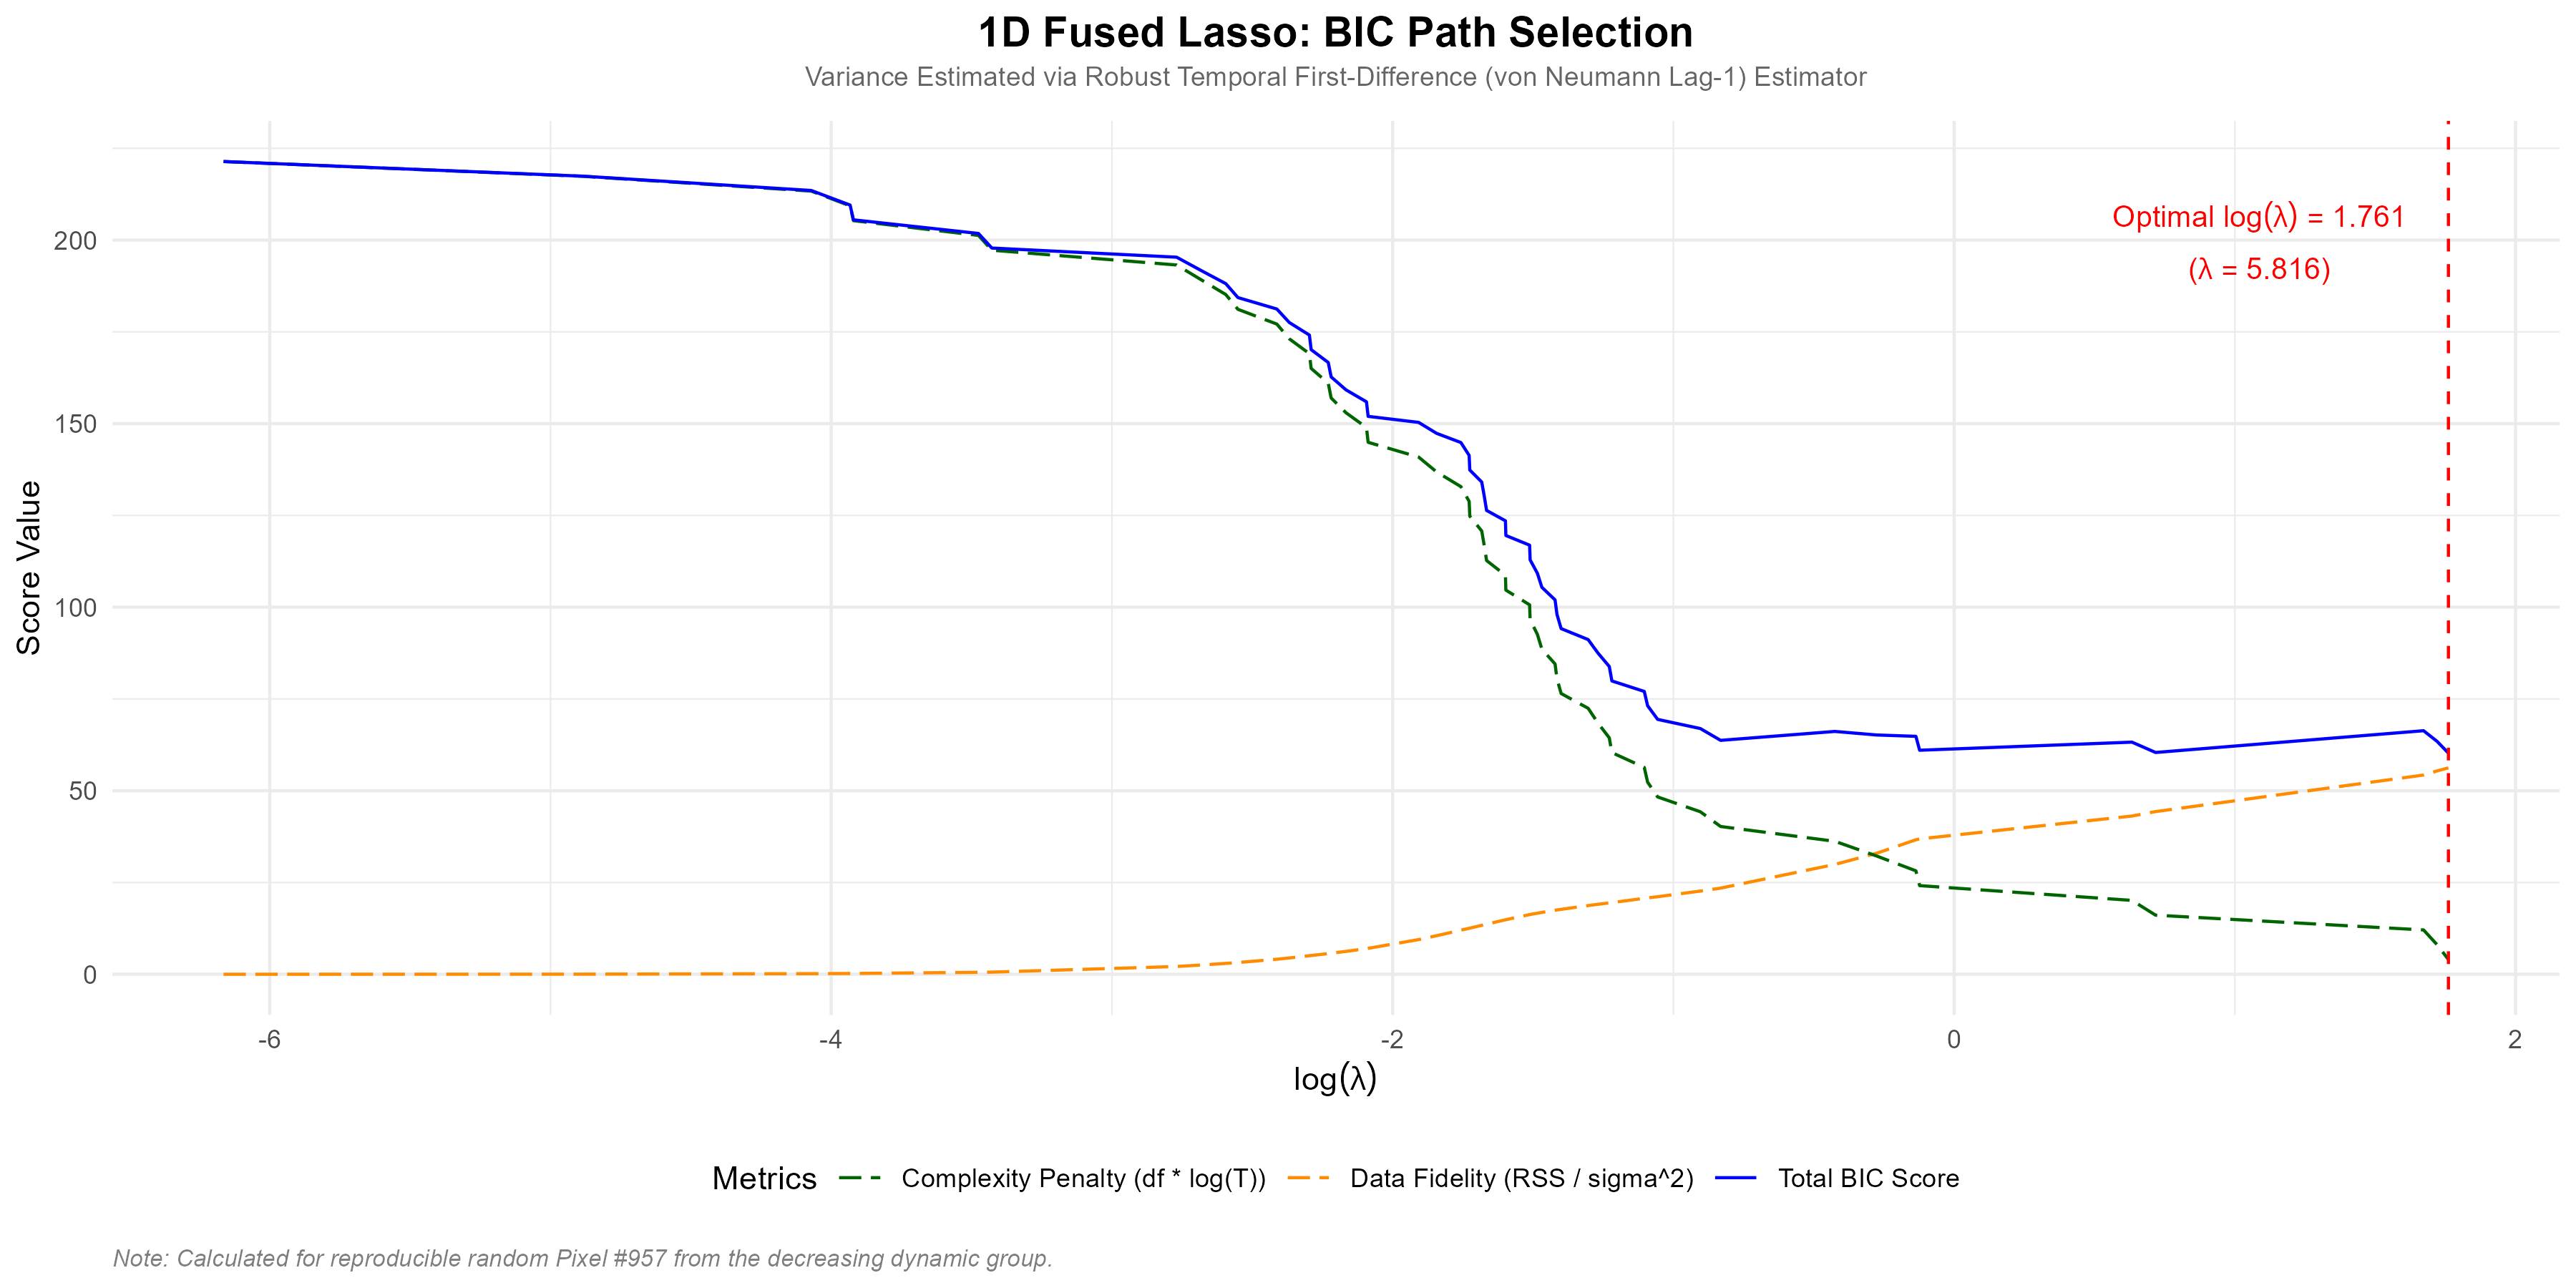 1D Fused Lasso: BIC Path Selection
Variance Estimated via Robust Temporal First-Difference (von Neumann Lag-1) Estimator
Optimal log(λ) = 1.761
(λ = 5.816)
Score Value
200
150
100
50
0
-6
-4
-2
0
2
log(λ)
Metrics
Complexity Penalty (df * log(T))
Data Fidelity (RSS / sigma^2)
Total BIC Score
Note: Calculated for reproducible random Pixel #957 from the decreasing dynamic group.